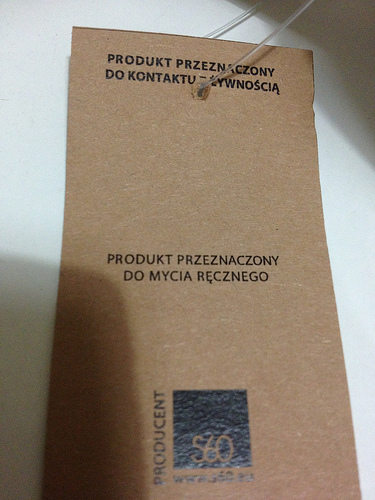 PRODUKT PRZEZNACZONY
DO KONTAKTU Z ŻYWNOŚCIĄ
PRODUKT PRZEZNACZONY
DO MYCIA RĘCZNEGO
PRODUCENT